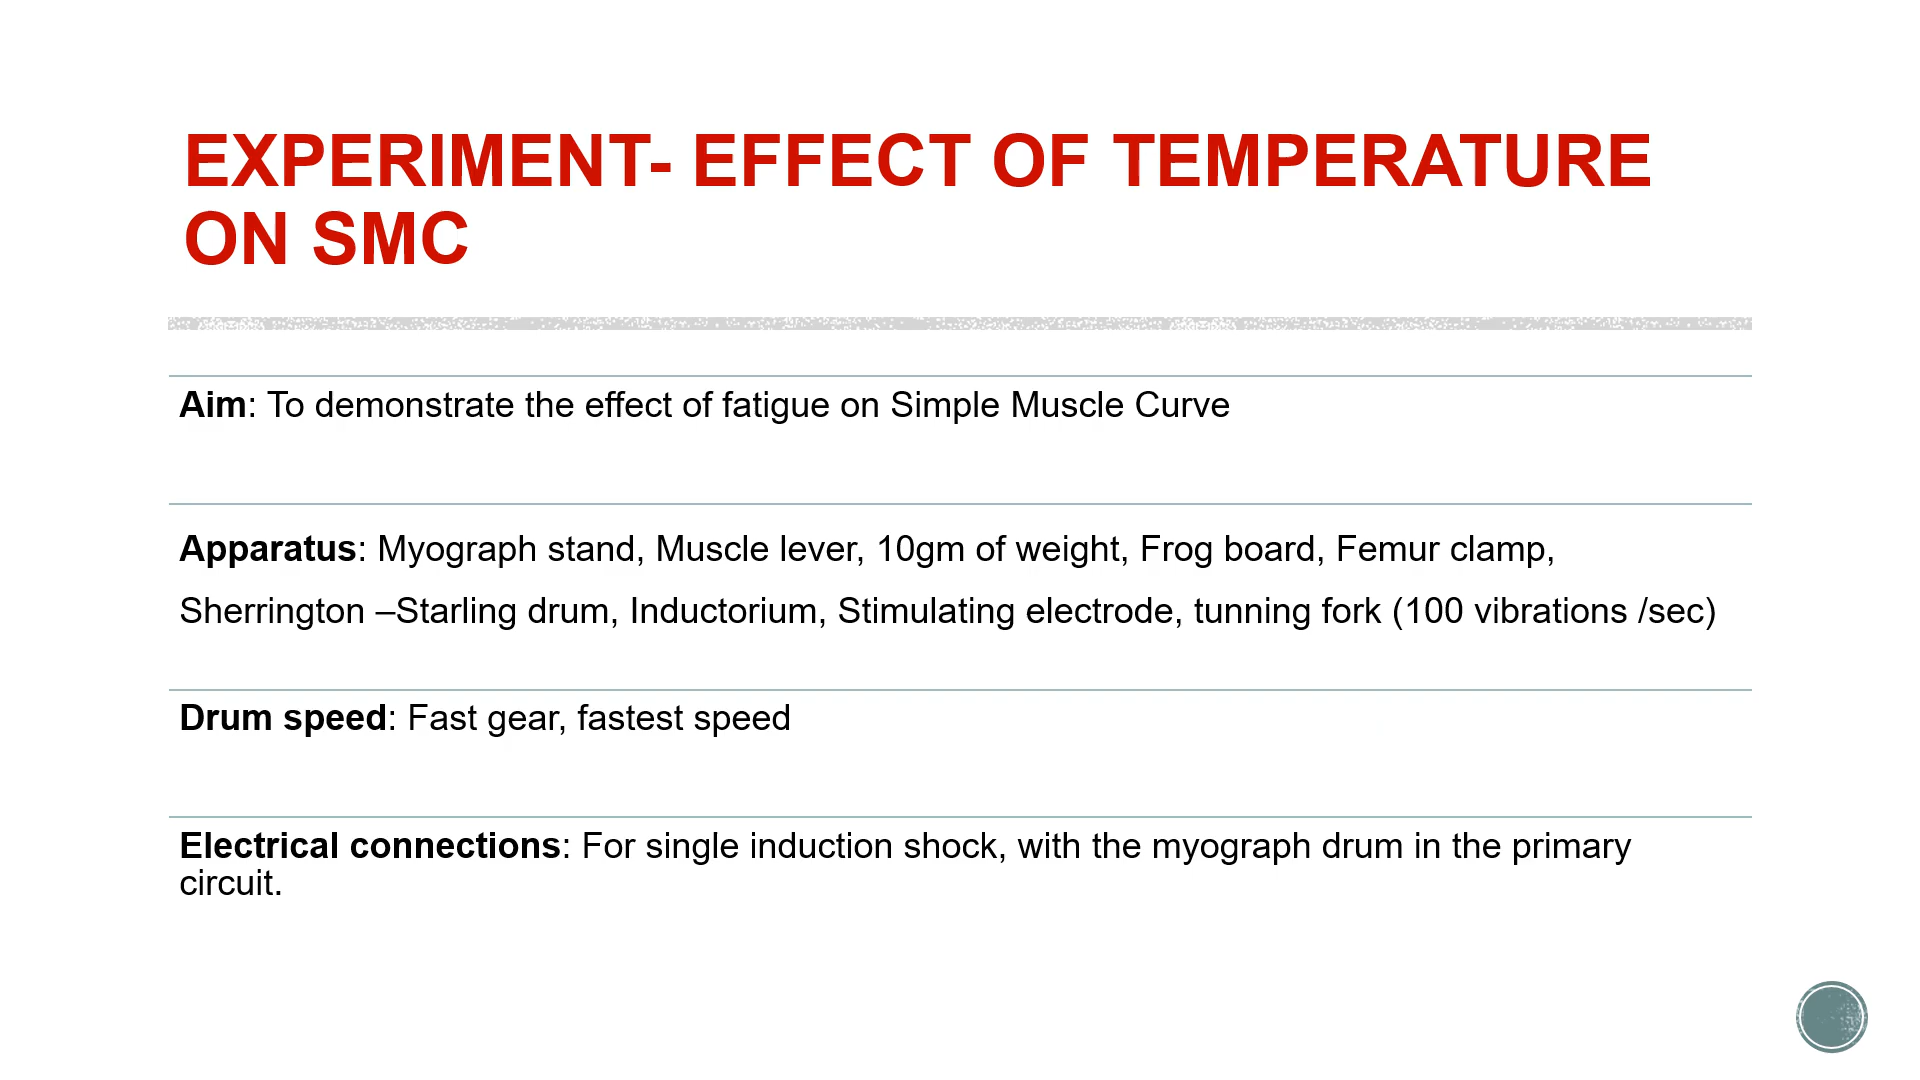 EXPERIMENT- EFFECT OF TEMPERATURE
ON SMC
Aim: To demonstrate the effect of fatigue on Simple Muscle Curve
Apparatus: Myograph stand, Muscle lever, 10gm of weight, Frog board, Femur clamp,
Sherrington –Starling drum, Inductorium, Stimulating electrode, tunning fork (100 vibrations /sec)
Drum speed: Fast gear, fastest speed
Electrical connections: For single induction shock, with the myograph drum in the primary
circuit.